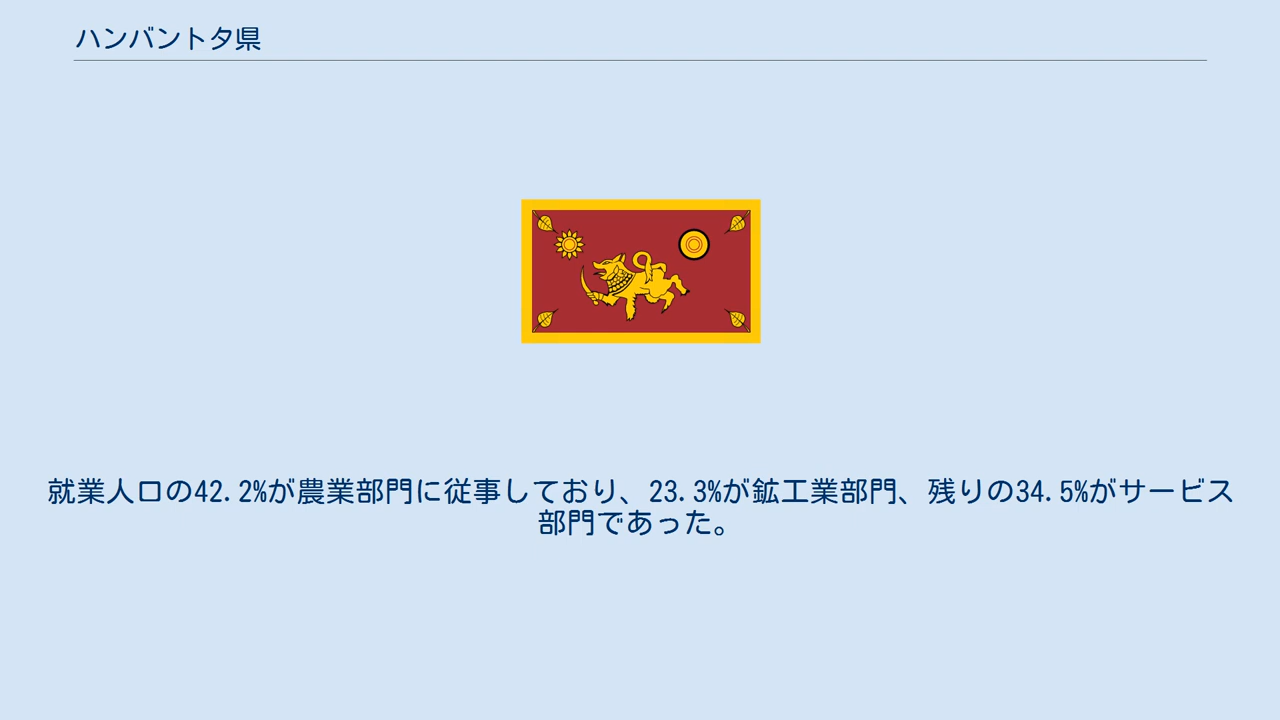 ハンバントタ県
就業人口の42.2%が農業部門に従事しており、23.3%が鉱工業部門、残りの34.5%がサービス
部門であった。